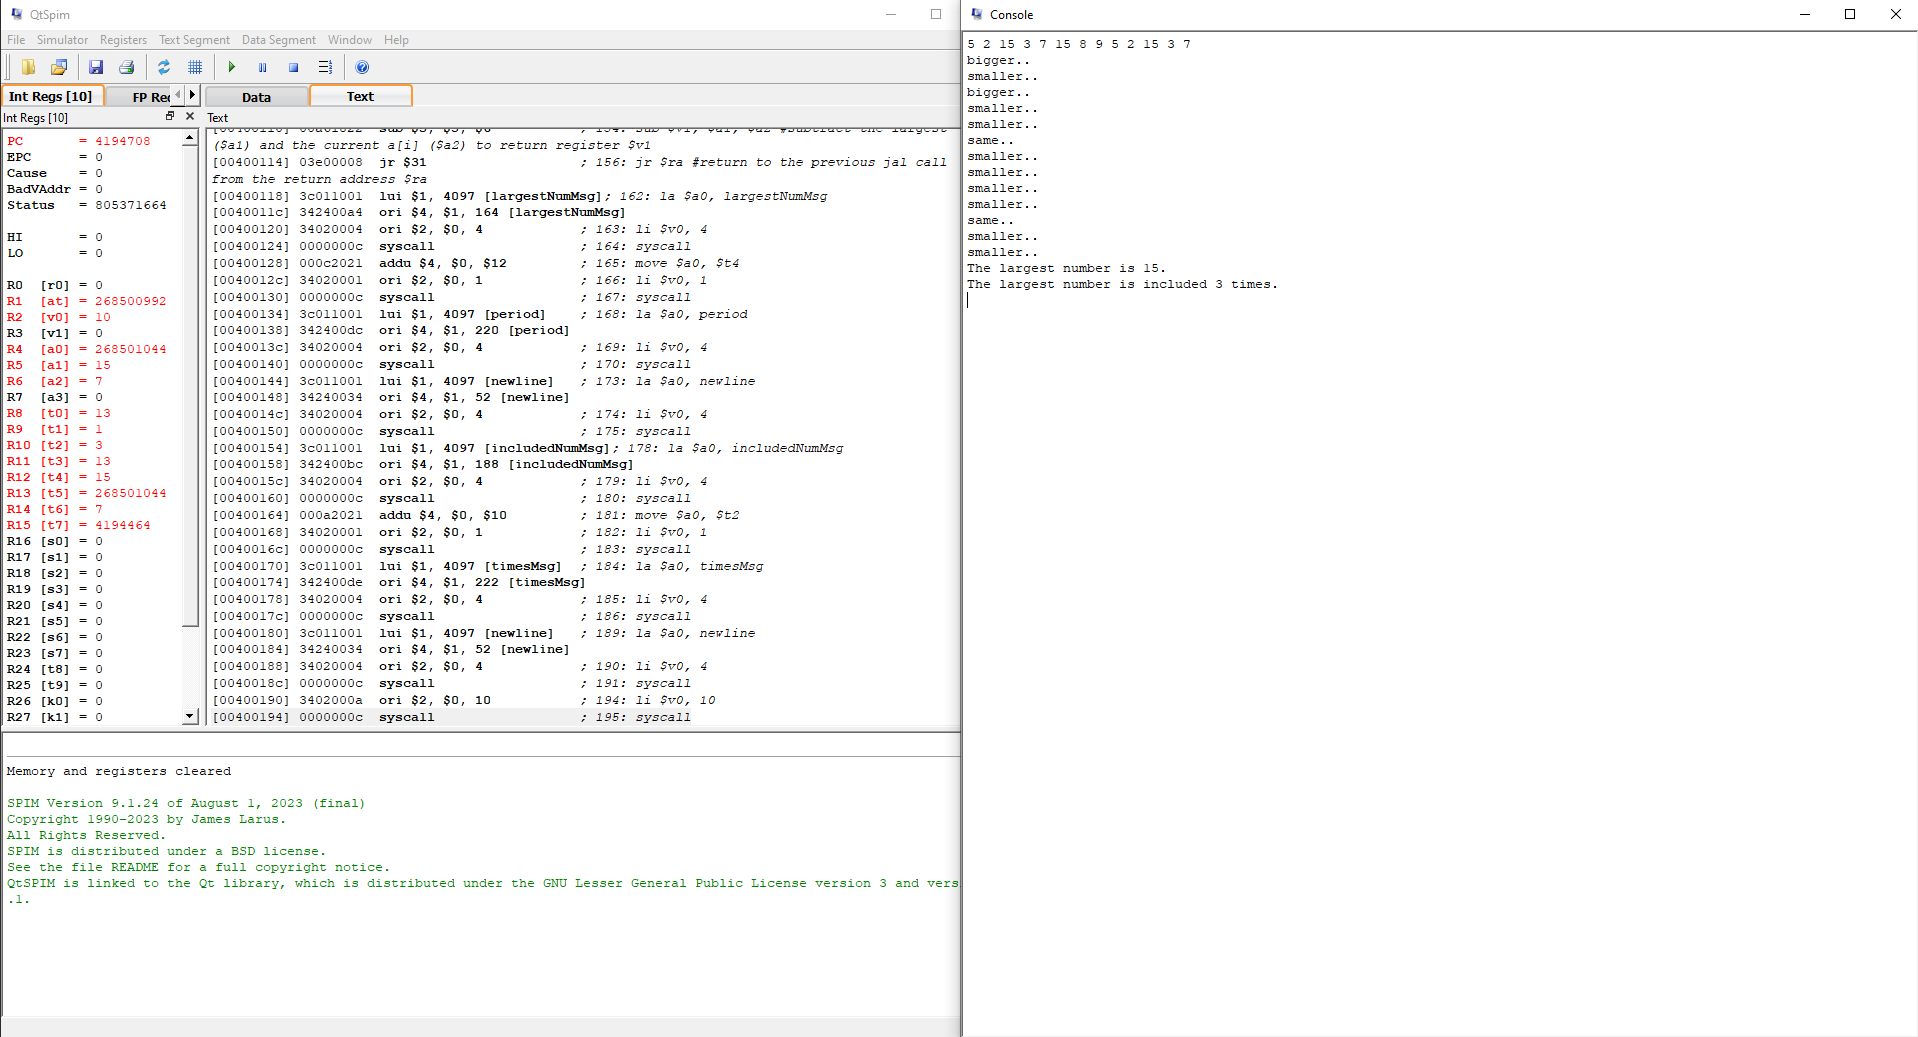 QtSpim
File Simulator Registers Text Segment Data Segment Window Help
Int Regs [10] FP Reg Data Text
Int Regs [10]
PC = 4194708
EPC = 0
Cause = 0
BadVAddr = 0
Status = 805371664
HI = 0
LO = 0
R0 [r0] = 0
R1 [at] = 268500992
R2 [v0] = 10
R3 [v1] = 0
R4 [a0] = 268501044
R5 [a1] = 15
R6 [a2] = 7
R7 [a3] = 0
R8 [t0] = 13
R9 [t1] = 1
R10 [t2] = 3
R11 [t3] = 13
R12 [t4] = 15
R13 [t5] = 268501044
R14 [t6] = 7
R15 [t7] = 4194464
R16 [s0] = 0
R17 [s1] = 0
R18 [s2] = 0
R19 [s3] = 0
R20 [s4] = 0
R21 [s5] = 0
R22 [s6] = 0
R23 [s7] = 0
R24 [t8] = 0
R25 [t9] = 0
R26 [k0] = 0
R27 [k1] = 0
Text
[00400110] 00a61822 sub $3, $5, $6 ; 154: sub $v1, $a1, $a2 #subtract the largest
($a1) and the current a[i] ($a2) to return register $v1
[00400114] 03e00008 jr $31 ; 156: jr $ra #return to the previous jal call
from the return address $ra
[00400118] 3c011001 lui $1, 4097 [largestNumMsg]; 162: la $a0, largestNumMsg
[0040011c] 342400a4 ori $4, $1, 164 [largestNumMsg]
[00400120] 34020004 ori $2, $0, 4 ; 163: li $v0, 4
[00400124] 0000000c syscall ; 164: syscall
[00400128] 000c2021 addu $4, $0, $12 ; 165: move $a0, $t4
[0040012c] 34020001 ori $2, $0, 1 ; 166: li $v0, 1
[00400130] 0000000c syscall ; 167: syscall
[00400134] 3c011001 lui $1, 4097 [period] ; 168: la $a0, period
[00400138] 342400dc ori $4, $1, 220 [period]
[0040013c] 34020004 ori $2, $0, 4 ; 169: li $v0, 4
[00400140] 0000000c syscall ; 170: syscall
[00400144] 3c011001 lui $1, 4097 [newline] ; 173: la $a0, newline
[00400148] 34240034 ori $4, $1, 52 [newline]
[0040014c] 34020004 ori $2, $0, 4 ; 174: li $v0, 4
[00400150] 0000000c syscall ; 175: syscall
[00400154] 3c011001 lui $1, 4097 [includedNumMsg]; 178: la $a0, includedNumMsg
[00400158] 342400bc ori $4, $1, 188 [includedNumMsg]
[0040015c] 34020004 ori $2, $0, 4 ; 179: li $v0, 4
[00400160] 0000000c syscall ; 180: syscall
[00400164] 000a2021 addu $4, $0, $10 ; 181: move $a0, $t2
[00400168] 34020001 ori $2, $0, 1 ; 182: li $v0, 1
[0040016c] 0000000c syscall ; 183: syscall
[00400170] 3c011001 lui $1, 4097 [timesMsg] ; 184: la $a0, timesMsg
[00400174] 342400de ori $4, $1, 222 [timesMsg]
[00400178] 34020004 ori $2, $0, 4 ; 185: li $v0, 4
[0040017c] 0000000c syscall ; 186: syscall
[00400180] 3c011001 lui $1, 4097 [newline] ; 189: la $a0, newline
[00400184] 34240034 ori $4, $1, 52 [newline]
[00400188] 34020004 ori $2, $0, 4 ; 190: li $v0, 4
[0040018c] 0000000c syscall ; 191: syscall
[00400190] 3402000a ori $2, $0, 10 ; 194: li $v0, 10
[00400194] 0000000c syscall ; 195: syscall
Memory and registers cleared
SPIM Version 9.1.24 of August 1, 2023 (final)
Copyright 1990-2023 by James Larus.
All Rights Reserved.
SPIM is distributed under a BSD license.
See the file README for a full copyright notice.
QtSPIM is linked to the Qt library, which is distributed under the GNU Lesser General Public License version 3 and vers
.1.
Console
5 2 15 3 7 15 8 9 5 2 15 3 7
bigger..
smaller..
bigger..
smaller..
smaller..
same..
smaller..
smaller..
smaller..
smaller..
same..
smaller..
smaller..
The largest number is 15.
The largest number is included 3 times.